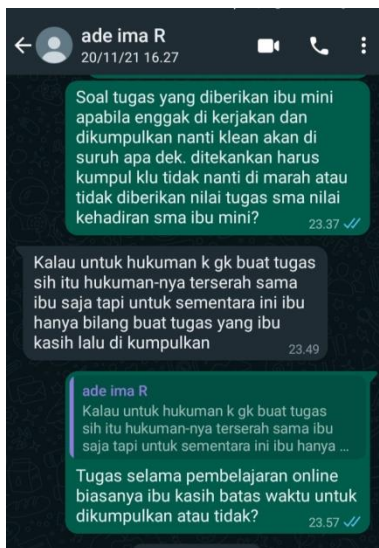 ade ima R
20/11/21 16.27
Soal tugas yang diberikan ibu mini
apabila enggak di kerjakan dan
dikumpulkan nanti klean akan di
suruh apa dek. ditekankan harus
kumpul klu tidak nanti di marah atau
tidak diberikan nilai tugas sma nilai
kehadiran sma ibu mini?
23.37
Kalau untuk hukuman k gk buat tugas
sih itu hukuman-nya terserah sama
ibu saja tapi untuk sementara ini ibu
hanya bilang buat tugas yang ibu
kasih lalu di kumpulkan
23.49
ade ima R
Kalau untuk hukuman k gk buat tugas
sih itu hukuman-nya terserah sama
ibu saja tapi untuk sementara ini ibu hanya ...
Tugas selama pembelajaran online
biasanya ibu kasih batas waktu untuk
dikumpulkan atau tidak?
23.57